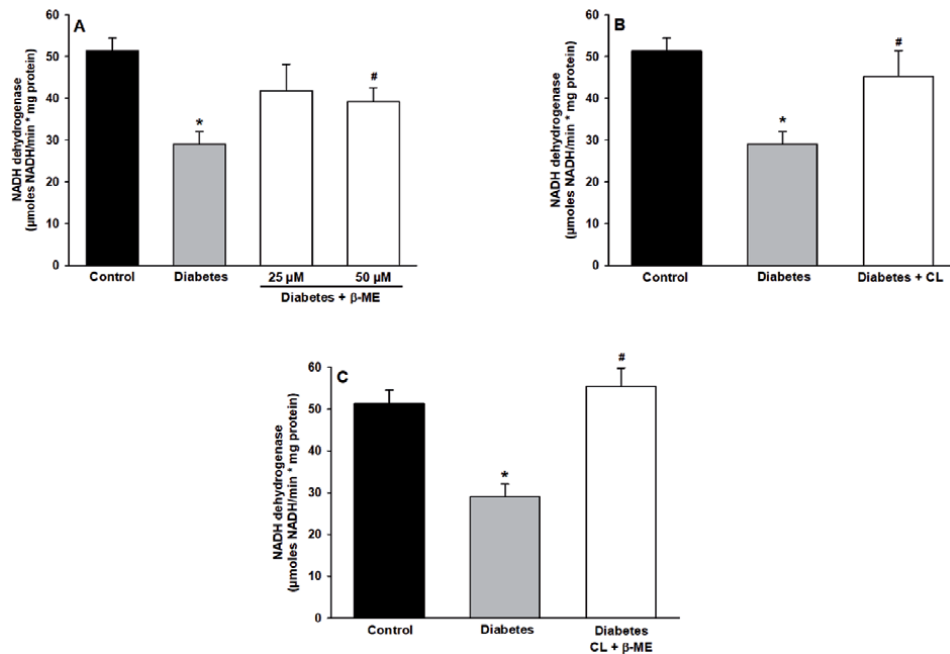 A
NADH dehydrogenase
(µmoles NADH/min * mg protein)
60
50
40
30
20
10
0
*
#
Control
Diabetes
25 µM
50 µM
Diabetes + β-ME
B
NADH dehydrogenase
(µmoles NADH/min * mg protein)
60
50
40
30
20
10
0
*
#
Control
Diabetes
Diabetes + CL
C
NADH dehydrogenase
(µmoles NADH/min * mg protein)
60
50
40
30
20
10
0
*
#
Control
Diabetes
Diabetes
CL + β-ME